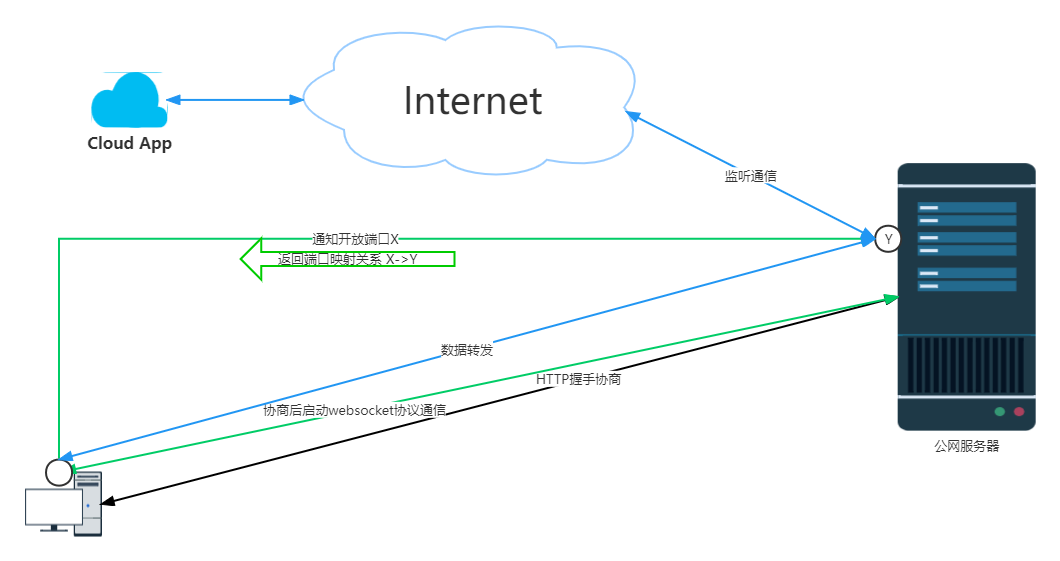 Internet
Cloud App
监听通信
通知开放端口X
Y
返回端口映射关系 X->Y
数据转发
HTTP握手协商
协商后启动websocket协议通信
公网服务器